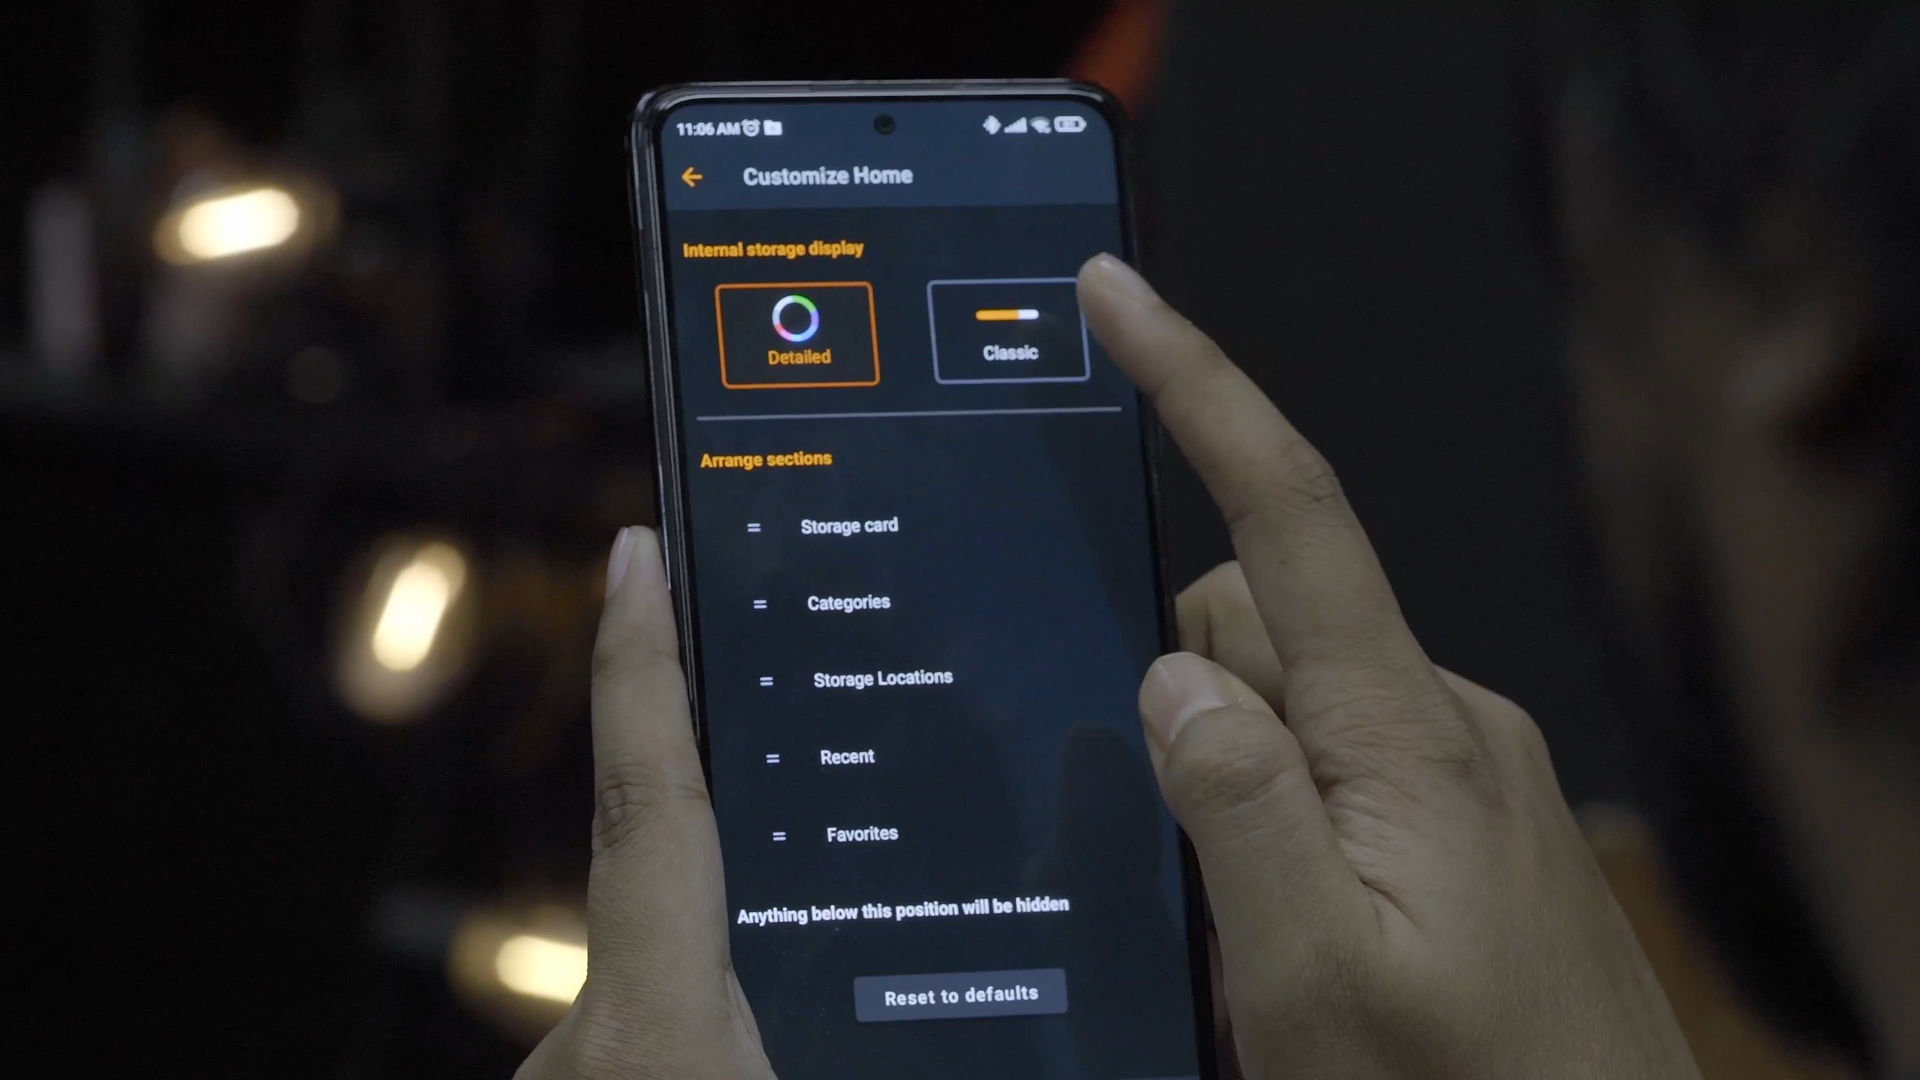 11:06 AM
Customize Home
Internal storage display
Detailed
Classic
Arrange sections
= Storage card
= Categories
= Storage Locations
= Recent
= Favorites
Anything below this position will be hidden
Reset to defaults